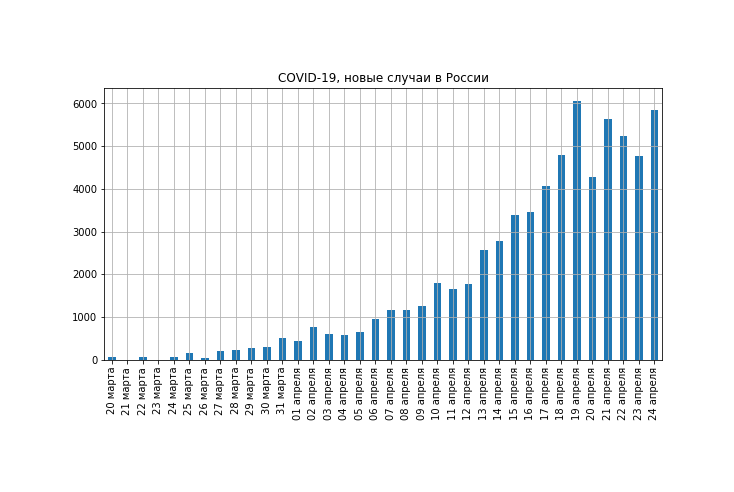 COVID-19, новые случаи в России
6000
5000
4000
3000
2000
1000
0
20 марта
21 марта
22 марта
23 марта
24 марта
25 марта
26 марта
27 марта
28 марта
29 марта
30 марта
31 марта
01 апреля
02 апреля
03 апреля
04 апреля
05 апреля
06 апреля
07 апреля
08 апреля
09 апреля
10 апреля
11 апреля
12 апреля
13 апреля
14 апреля
15 апреля
16 апреля
17 апреля
18 апреля
19 апреля
20 апреля
21 апреля
22 апреля
23 апреля
24 апреля